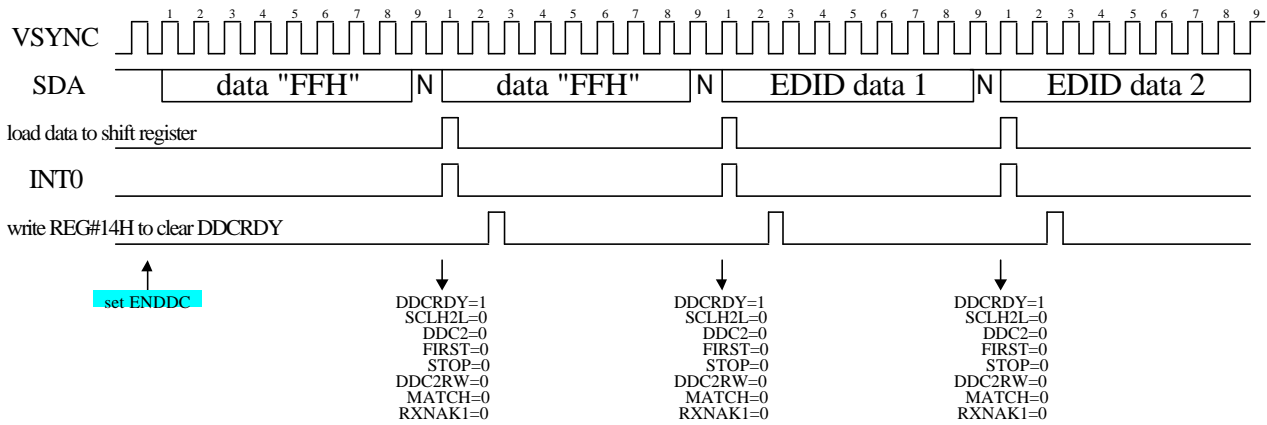 1 2 3 4 5 6 7 8 9 1 2 3 4 5 6 7 8 9 1 2 3 4 5 6 7 8 9 1 2 3 4 5 6 7 8 9
VSYNC
SDA data "FFH" N data "FFH" N EDID data 1 N EDID data 2
load data to shift register
INT0
write REG#14H to clear DDCRDY
set ENDDC
DDCRDY=1 DDCRDY=1 DDCRDY=1
SCLH2L=0 SCLH2L=0 SCLH2L=0
DDC2=0 DDC2=0 DDC2=0
FIRST=0 FIRST=0 FIRST=0
STOP=0 STOP=0 STOP=0
DDC2RW=0 DDC2RW=0 DDC2RW=0
MATCH=0 MATCH=0 MATCH=0
RXNAK1=0 RXNAK1=0 RXNAK1=0